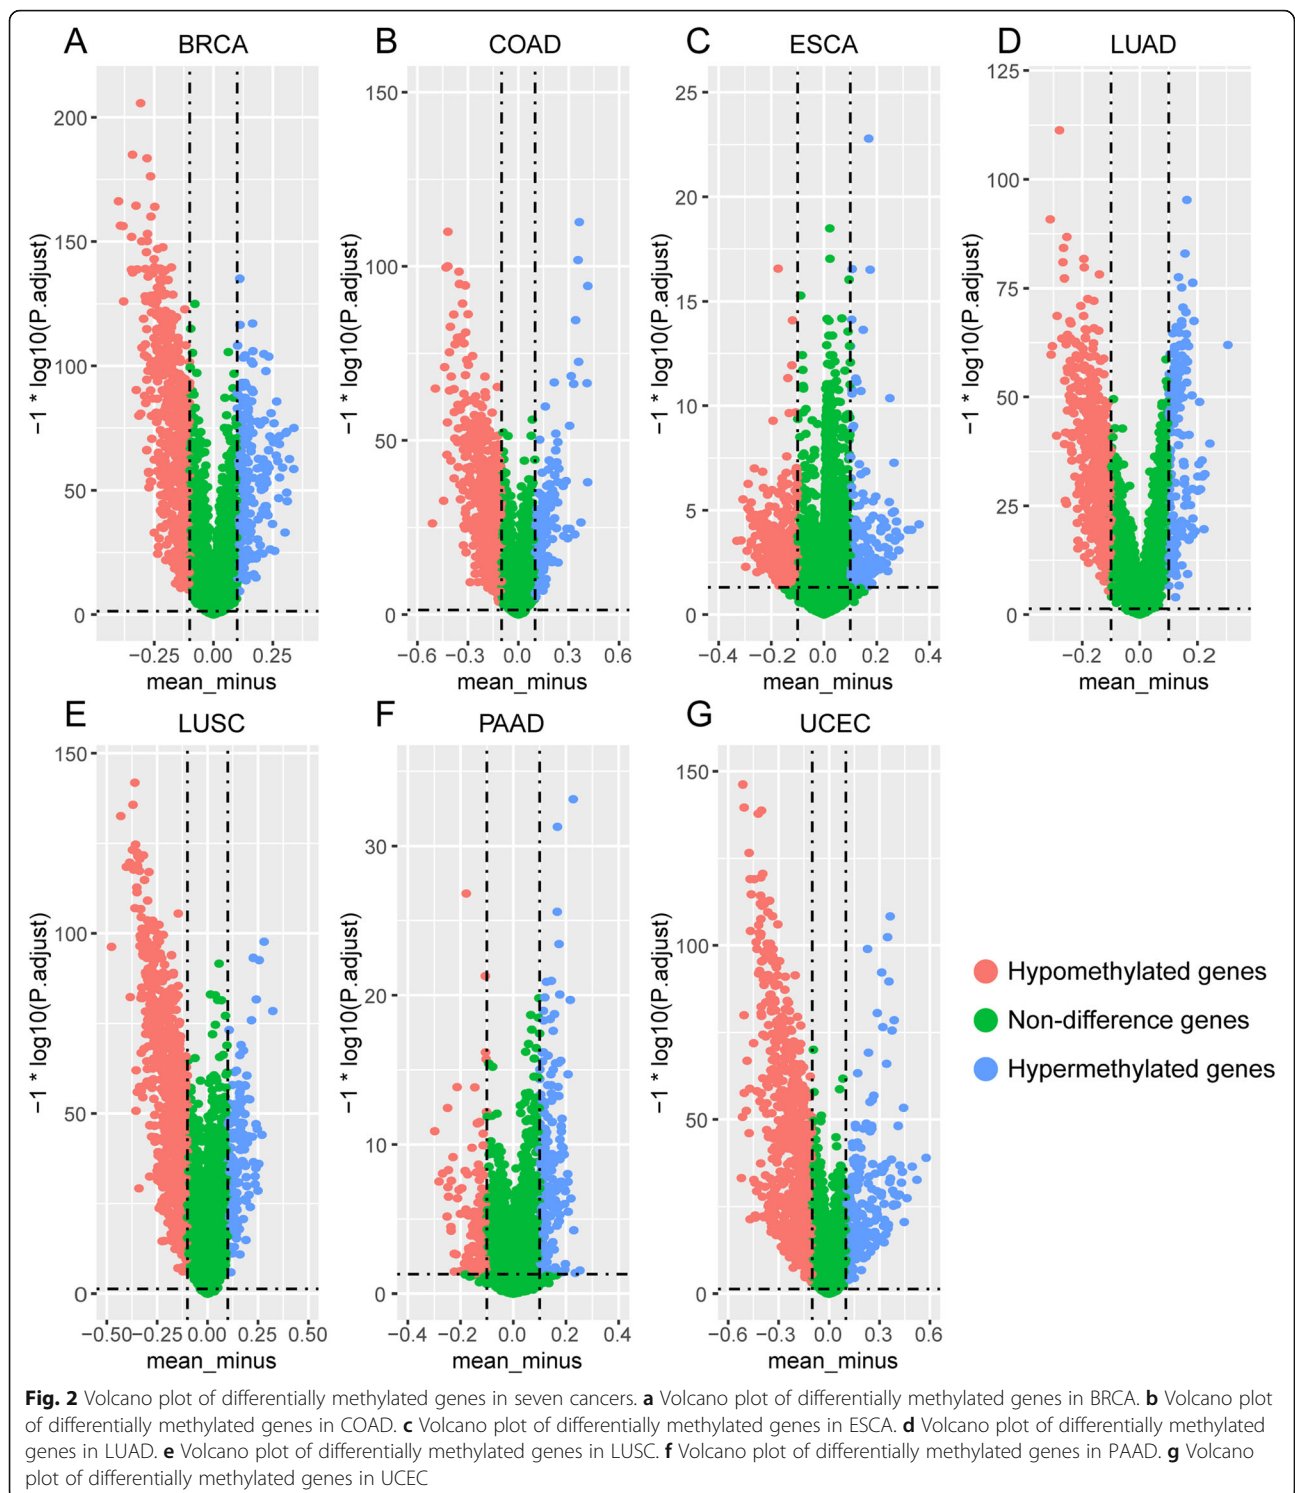 A BRCA
200
150
100
50
0
−1 * log10(P.adjust)
−0.25 0.00 0.25
mean_minus
B COAD
150
100
50
0
−1 * log10(P.adjust)
−0.6 −0.3 0.0 0.3 0.6
mean_minus
C ESCA
25
20
15
10
5
0
−1 * log10(P.adjust)
−0.4 −0.2 0.0 0.2 0.4
mean_minus
D LUAD
125
100
75
50
25
0
−1 * log10(P.adjust)
−0.2 0.0 0.2
mean_minus
E LUSC
150
100
50
0
−1 * log10(P.adjust)
−0.50 −0.25 0.00 0.25 0.50
mean_minus
F PAAD
30
20
10
0
−1 * log10(P.adjust)
−0.4 −0.2 0.0 0.2 0.4
mean_minus
G UCEC
150
100
50
0
−1 * log10(P.adjust)
−0.6 −0.3 0.0 0.3 0.6
mean_minus
Hypomethylated genes
Non-difference genes
Hypermethylated genes
Fig. 2 Volcano plot of differentially methylated genes in seven cancers. a Volcano plot of differentially methylated genes in BRCA. b Volcano plot
of differentially methylated genes in COAD. c Volcano plot of differentially methylated genes in ESCA. d Volcano plot of differentially methylated
genes in LUAD. e Volcano plot of differentially methylated genes in LUSC. f Volcano plot of differentially methylated genes in PAAD. g Volcano
plot of differentially methylated genes in UCEC